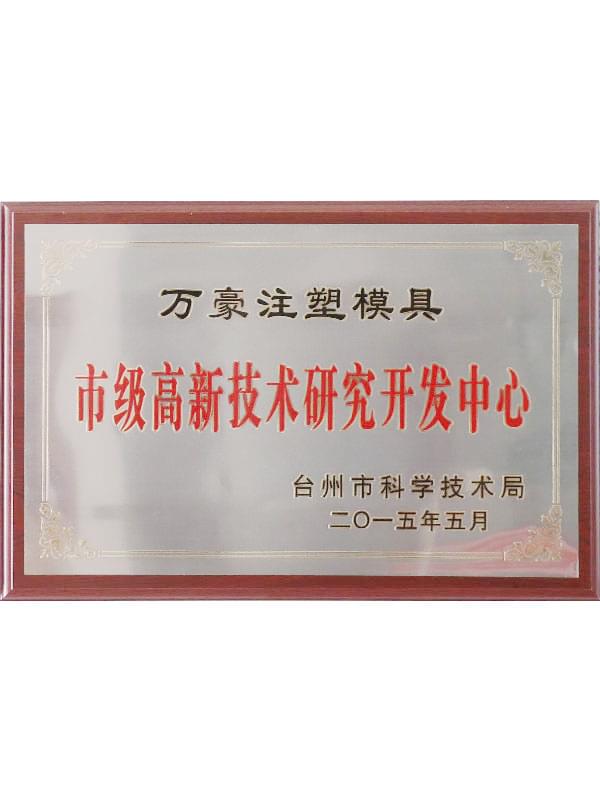 万豪注塑模具
市级高新技术研究开发中心
台州市科学技术局
二〇一五年五月